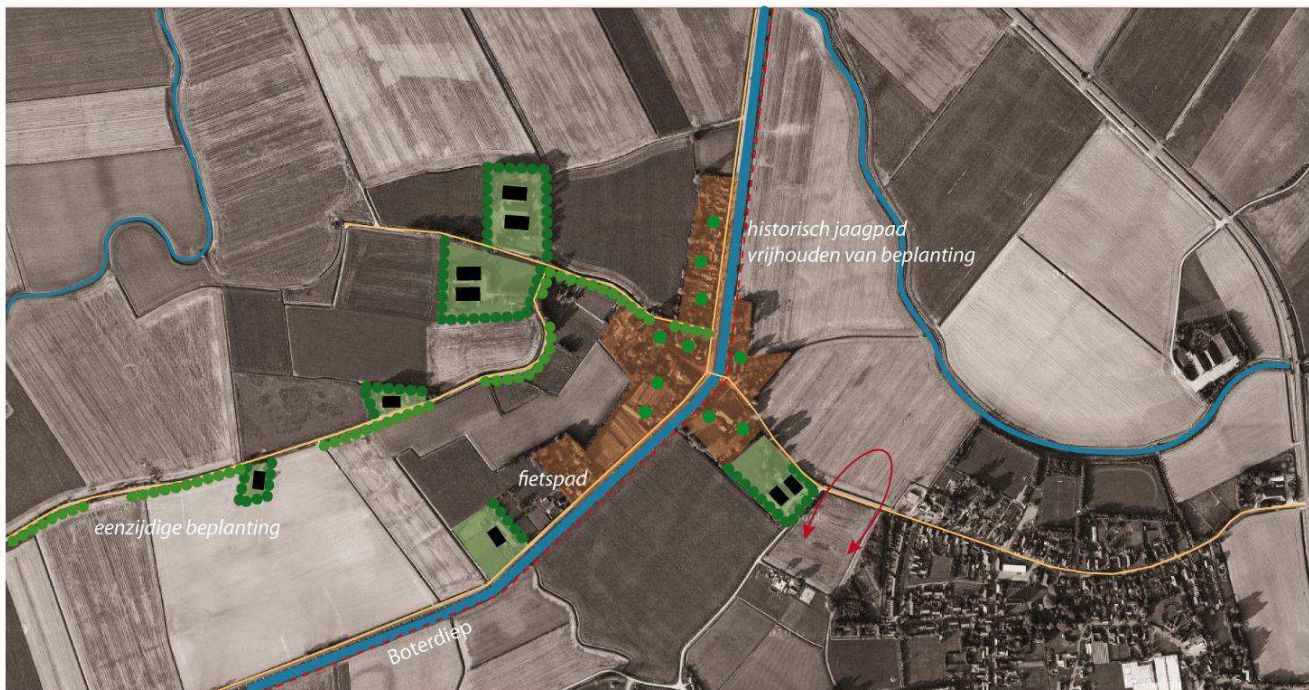 historisch jaagpad
vrijhouden van beplanting
fietspad
eenzijdige beplanting
Boterdiep